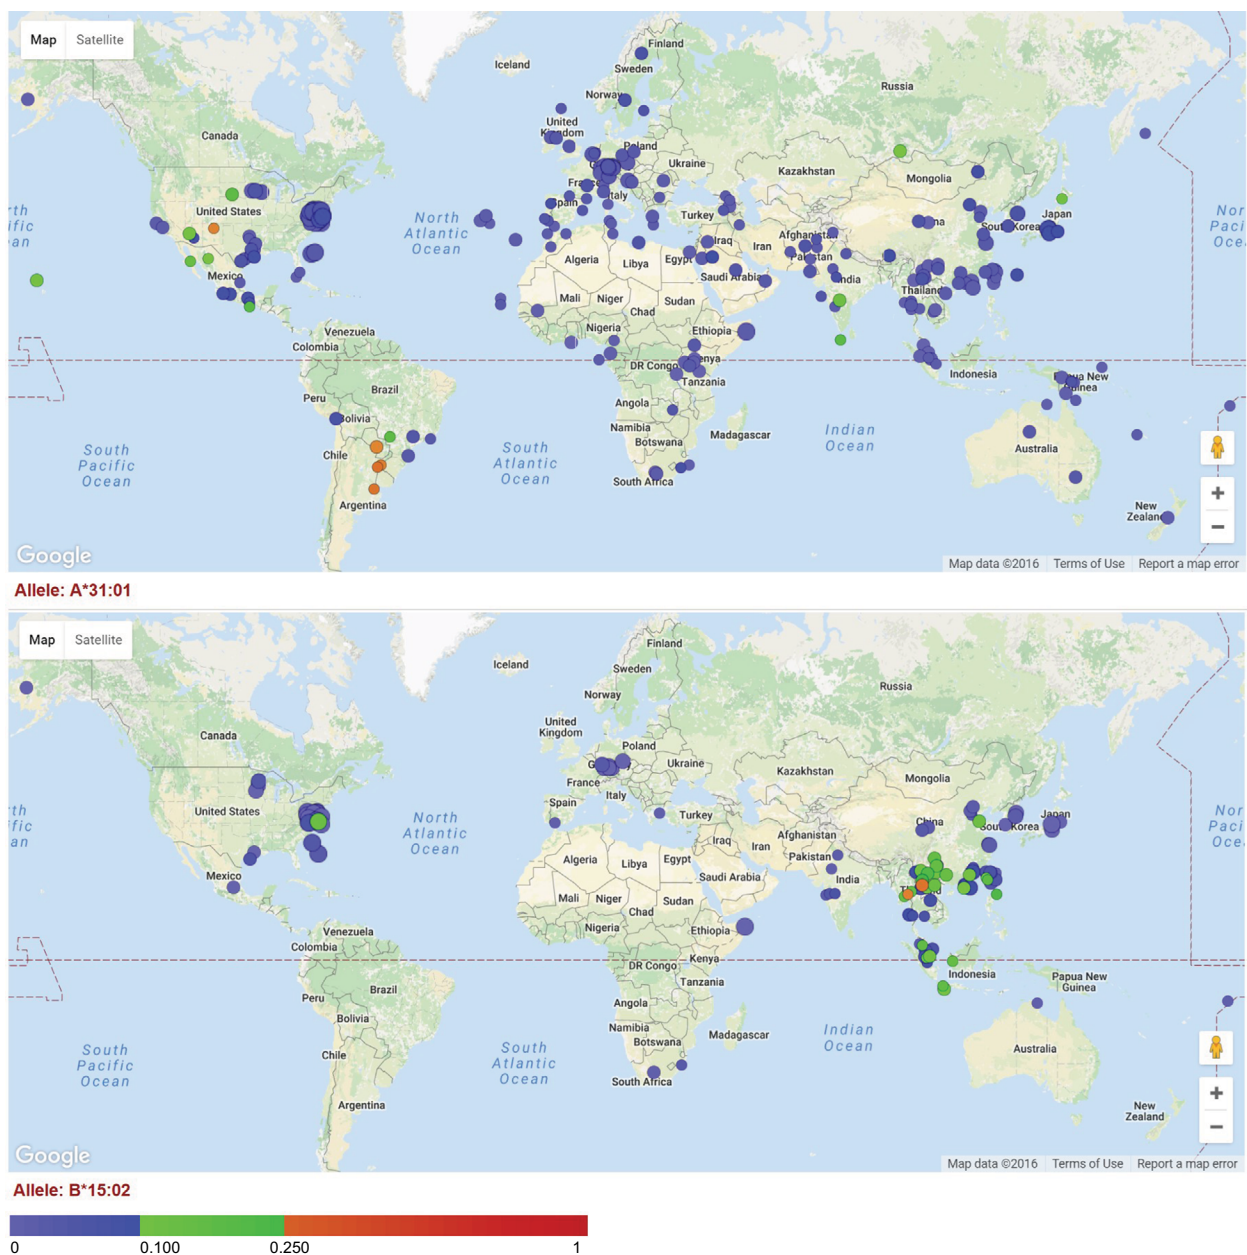 Map Satellite
Iceland
Finland
Sweden
Norway
Russia
United
Kingdom
Canada
Poland
Ukraine
Kazakhstan
Mongolia
France
Italy
Spain
United States
North
Atlantic
Ocean
Turkey
Japan
South Korea
Afghanistan
Iraq
Iran
Pakistan
Algeria
Libya
Egypt
Saudi Arabia
India
Mexico
Mali Niger
Sudan
Chad
Thailand
Nigeria
Ethiopia
Venezuela
Colombia
DR Congo
Kenya
Tanzania
Indonesia
Papua New
Guinea
Peru
Brazil
Bolivia
Angola
Namibia
Botswana
Madagascar
Indian
Ocean
Australia
Chile
South
Pacific
Ocean
South
Atlantic
Ocean
South Africa
Argentina
New
Zealand
+
−
Google
Map data ©2016 Terms of Use Report a map error
Allele: A*31:01
Map Satellite
Iceland
Finland
Sweden
Norway
Russia
United
Kingdom
Canada
Poland
Ukraine
Kazakhstan
Mongolia
France
Italy
Spain
United States
North
Atlantic
Ocean
Turkey
China
Japan
South Korea
Afghanistan
Iraq
Iran
Pakistan
Algeria
Libya
Egypt
Saudi Arabia
India
Mexico
Mali Niger
Sudan
Chad
Nigeria
Ethiopia
Venezuela
Colombia
DR Congo
Kenya
Tanzania
Indonesia
Papua New
Guinea
Peru
Brazil
Bolivia
Angola
Namibia
Botswana
Madagascar
Indian
Ocean
Australia
Chile
South
Pacific
Ocean
South
Atlantic
Ocean
South Africa
Argentina
New
Zealand
+
−
Google
Map data ©2016 Terms of Use Report a map error
Allele: B*15:02
0 0.100 0.250 1